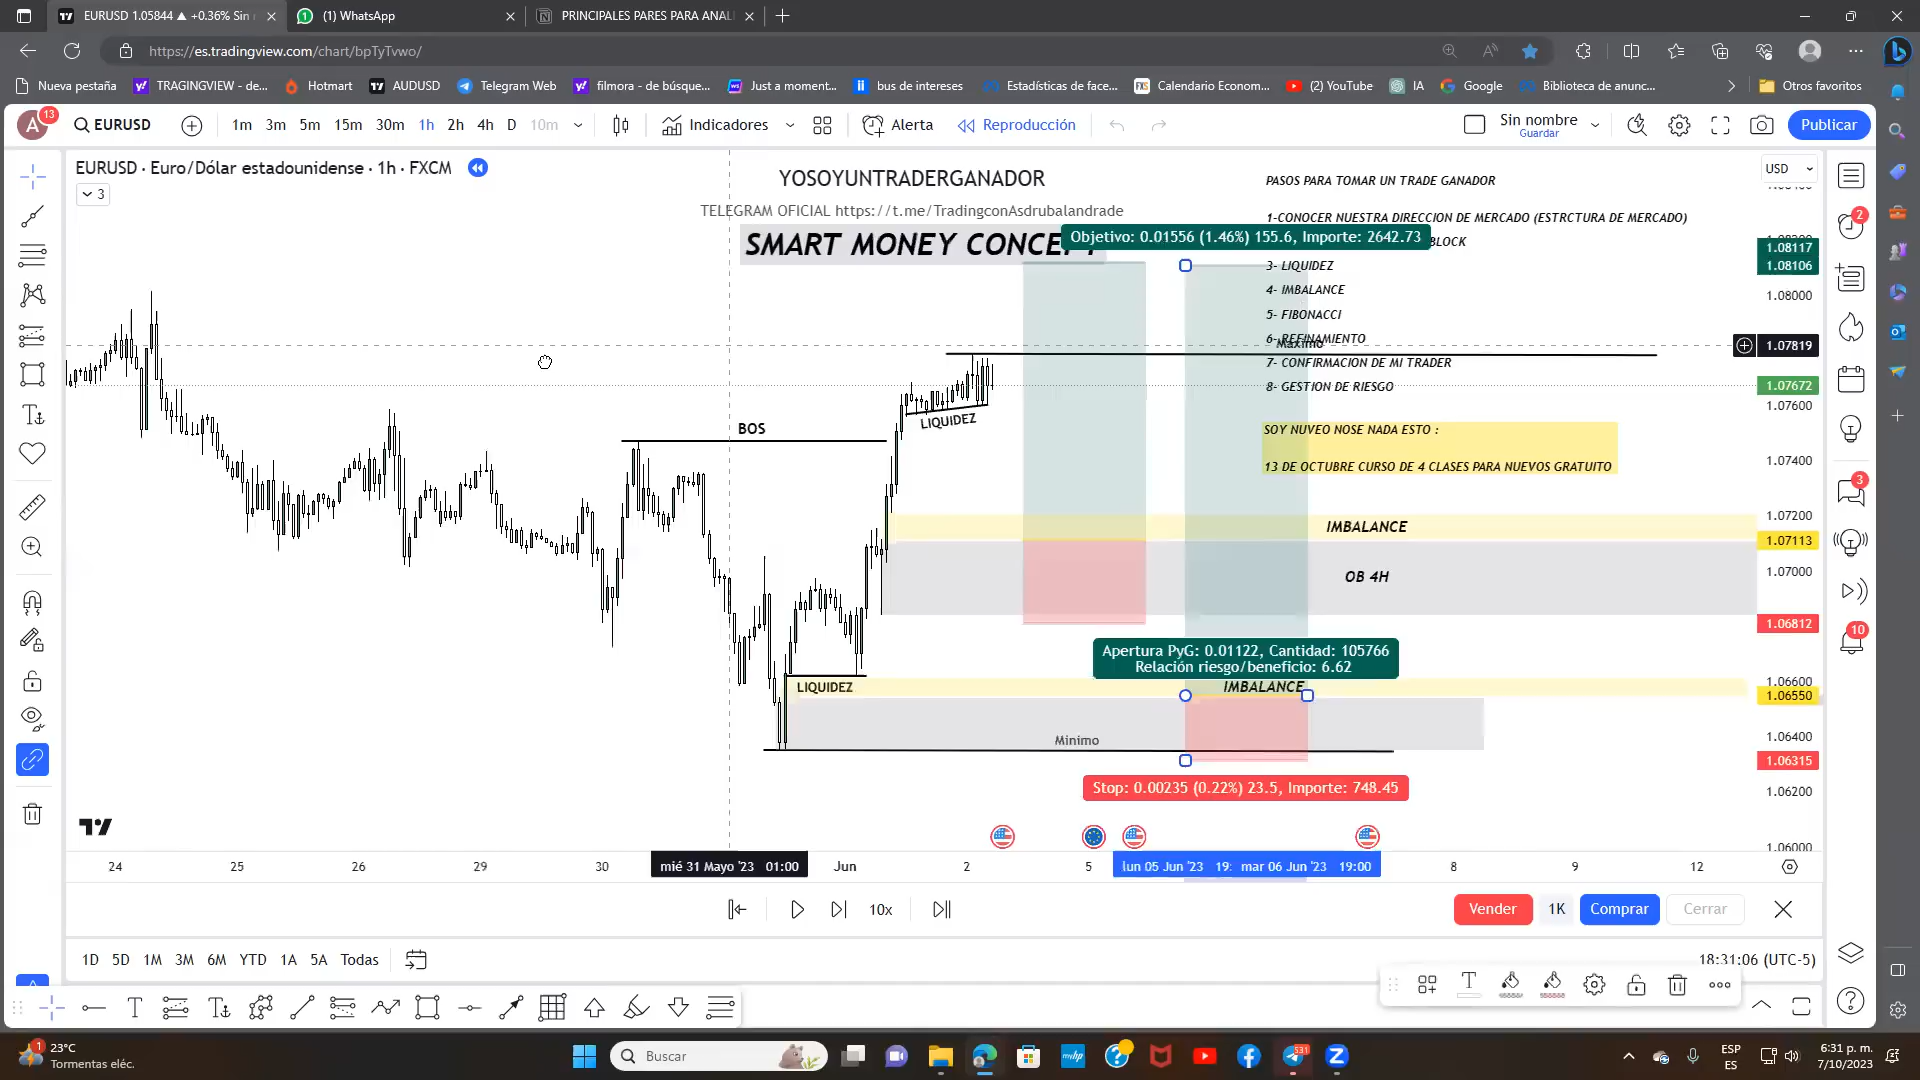 EURUSD 1.05844 ▲ +0.36% Sin
(1) WhatsApp
PRINCIPALES PARES PARA ANAL
https://es.tradingview.com/chart/bpTyTvwo/
Nueva pestaña
TRAGINGVIEW - de...
Hotmart
AUDUSD
Telegram Web
filmora - de búsque...
Just a moment...
bus de intereses
Estadísticas de face...
Calendario Econom...
(2) YouTube
IA
Google
Biblioteca de anunc...
Otros favoritos
A
13
EURUSD
1m 3m 5m 15m 30m 1h 2h 4h D 10m
Indicadores
Alerta
Reproducción
Sin nombre
Guardar
Publicar
EURUSD · Euro/Dólar estadounidense · 1h · FXCM
3
YOSOYUNTRADERGANADOR
TELEGRAM OFICIAL https://t.me/TradingconAsdrubalandrade
SMART MONEY CONCEPT
Objetivo: 0.01556 (1.46%) 155.6, Importe: 2642.73
PASOS PARA TOMAR UN TRADE GANADOR
1-CONOCER NUESTRA DIRECCION DE MERCADO (ESTRCTURA DE MERCADO)
BLOCK
3- LIQUIDEZ
4- IMBALANCE
5- FIBONACCI
6- REFINAMIENTO
Máximo
7- CONFIRMACION DE MI TRADER
8- GESTION DE RIESGO
SOY NUVEO NOSE NADA ESTO :
13 DE OCTUBRE CURSO DE 4 CLASES PARA NUEVOS GRATUITO
BOS
LIQUIDEZ
IMBALANCE
OB 4H
Apertura PyG: 0.01122, Cantidad: 105766
Relación riesgo/beneficio: 6.62
LIQUIDEZ
IMBALANCE
Minimo
Stop: 0.00235 (0.22%) 23.5, Importe: 748.45
USD
1.08117
1.08106
1.08000
1.07819
1.07672
1.07600
1.07400
1.07200
1.07113
1.07000
1.06812
1.06600
1.06550
1.06400
1.06315
1.06200
1.06000
2
3
10
24 25 26 29 30
mié 31 Mayo '23 01:00
Jun 2 5
lun 05 Jun '23 19: mar 06 Jun '23 19:00
8 9 12
10x
Vender
1K
Comprar
Cerrar
1D 5D 1M 3M 6M YTD 1A 5A Todas
18:31:06 (UTC-5)
1
23°C
Tormentas eléc.
Buscar
531
ESP
ES
6:31 p. m.
7/10/2023